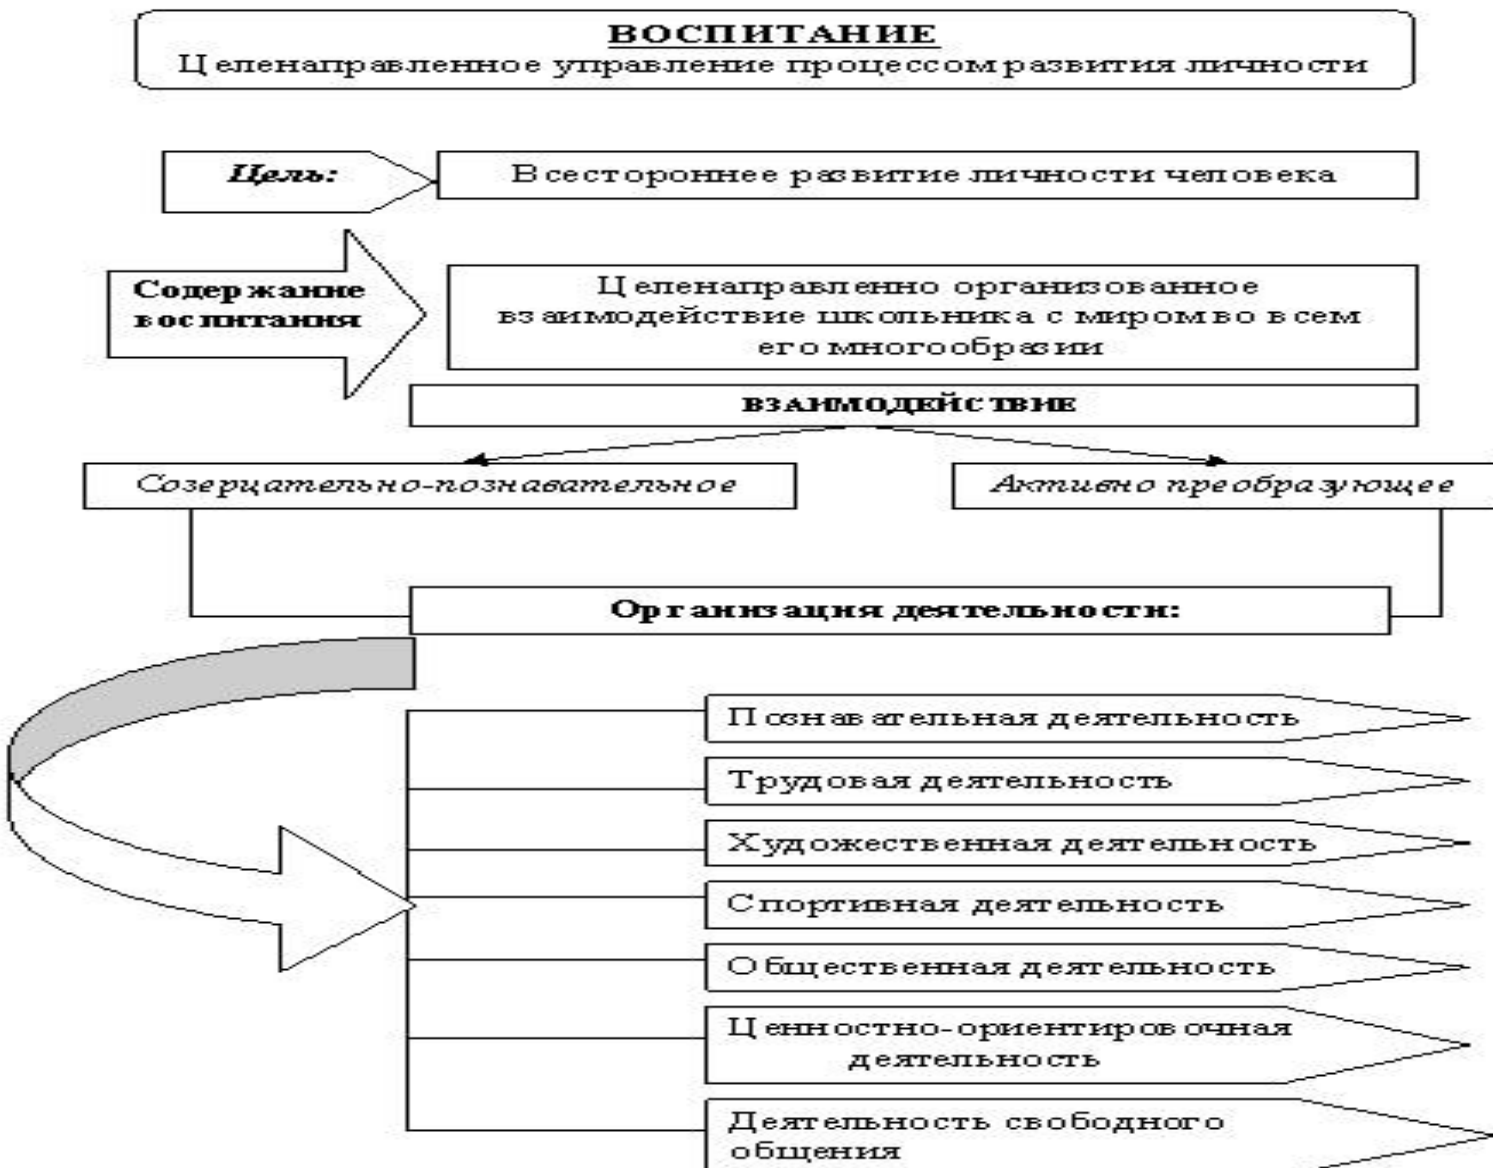 ВОСПИТАНИЕ
Целенаправленное управление процессом развития личности
Цель:
Всестороннее развитие личности человека
Содержание
воспитания
Целенаправленно организованное
взаимодействие школьника с миром во всем
его многообразии
ВЗАИМОДЕЙСТВИЕ
Созерцательно-познавательное
Активно преобразующее
Организация деятельности:
Познавательная деятельность
Трудовая деятельность
Художественная деятельность
Спортивная деятельность
Общественная деятельность
Ценностно-ориентировочная
деятельность
Деятельность свободного
общения